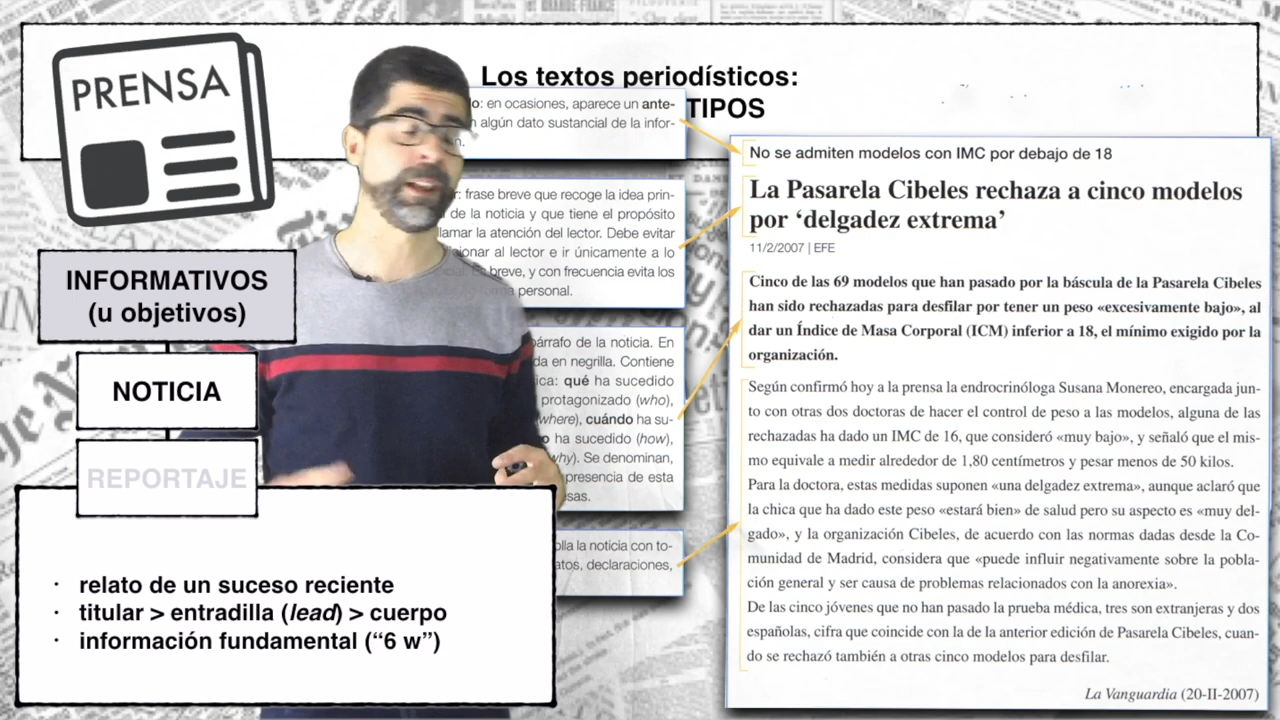 PRENSA
Los textos periodísticos:
TIPOS
INFORMATIVOS
(u objetivos)
NOTICIA
REPORTAJE
· relato de un suceso reciente
· titular > entradilla (lead) > cuerpo
· información fundamental (“6 w”)
: en ocasiones, aparece un ante-
algún dato sustancial de la infor-
: frase breve que recoge la idea prin-
de la noticia y que tiene el propósito
la atención del lector. Debe evitar
al lector e ir únicamente a lo
breve, y con frecuencia evita los
personal.
de la noticia. En
en negrilla. Contiene
qué ha sucedido
protagonizado (who),
(where), cuándo ha su-
ha sucedido (how),
Se denominan,
presencia de esta
la noticia con to-
declaraciones,
No se admiten modelos con IMC por debajo de 18
La Pasarela Cibeles rechaza a cinco modelos
por ‘delgadez extrema’
11/2/2007 | EFE
Cinco de las 69 modelos que han pasado por la báscula de la Pasarela Cibeles
han sido rechazadas para desfilar por tener un peso «excesivamente bajo», al
dar un Índice de Masa Corporal (ICM) inferior a 18, el mínimo exigido por la
organización.
Según confirmó hoy a la prensa la endocrinóloga Susana Monereo, encargada jun-
to con otras dos doctoras de hacer el control de peso a las modelos, alguna de las
rechazadas ha dado un IMC de 16, que consideró «muy bajo», y señaló que el mis-
mo equivale a medir alrededor de 1,80 centímetros y pesar menos de 50 kilos.
Para la doctora, estas medidas suponen «una delgadez extrema», aunque aclaró que
la chica que ha dado este peso «estará bien» de salud pero su aspecto es «muy del-
gado», y la organización Cibeles, de acuerdo con las normas dadas desde la Co-
munidad de Madrid, considera que «puede influir negativamente sobre la pobla-
ción general y ser causa de problemas relacionados con la anorexia».
De las cinco jóvenes que no han pasado la prueba médica, tres son extranjeras y dos
españolas, cifra que coincide con la de la anterior edición de Pasarela Cibeles, cuan-
do se rechazó también a otras cinco modelos para desfilar.
La Vanguardia (20-II-2007)